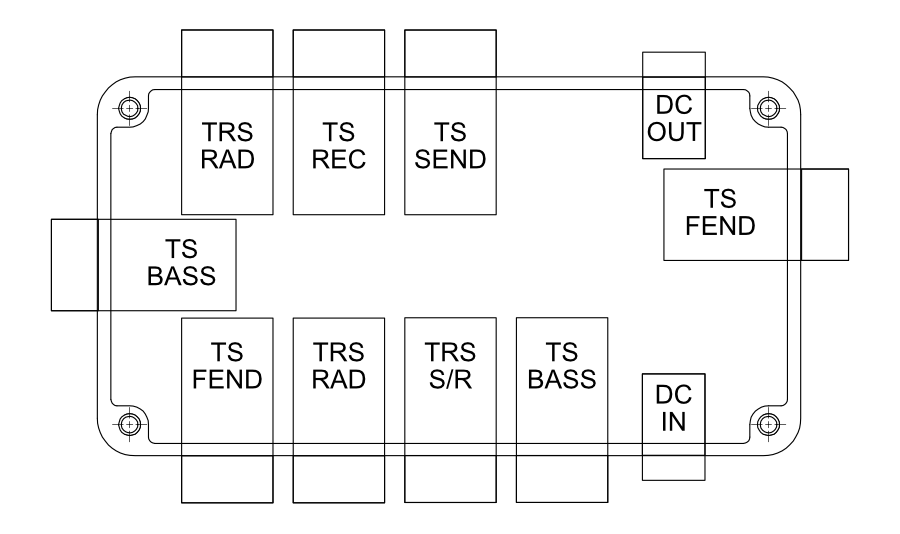 TRS
RAD
TS
REC
TS
SEND
DC
OUT
TS
FEND
TS
BASS
TS
FEND
TRS
RAD
TRS
S/R
TS
BASS
DC
IN